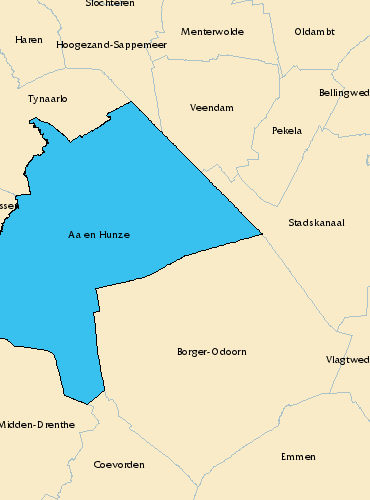 Slochteren
Menterwolde
Oldambt
Haren
Hoogezand-Sappemeer
Bellingwed
Tynaarlo
Veendam
Pekela
ssen
Stadskanaal
Aa en Hunze
Borger-Odoorn
Vlagtwed
Midden-Drenthe
Emmen
Coevorden